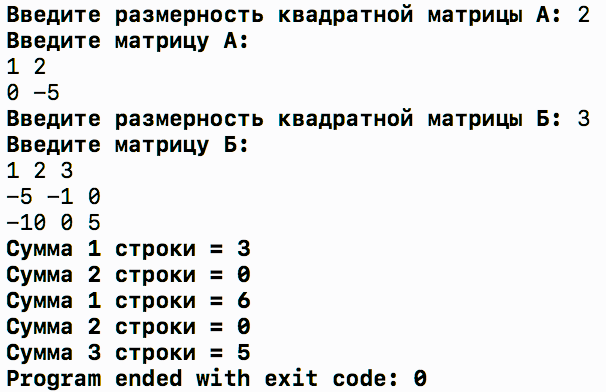 Введите размерность квадратной матрицы А: 2
Введите матрицу А:
1 2
0 −5
Введите размерность квадратной матрицы Б: 3
Введите матрицу Б:
1 2 3
−5 −1 0
−10 0 5
Сумма 1 строки = 3
Сумма 2 строки = 0
Сумма 1 строки = 6
Сумма 2 строки = 0
Сумма 3 строки = 5
Program ended with exit code: 0